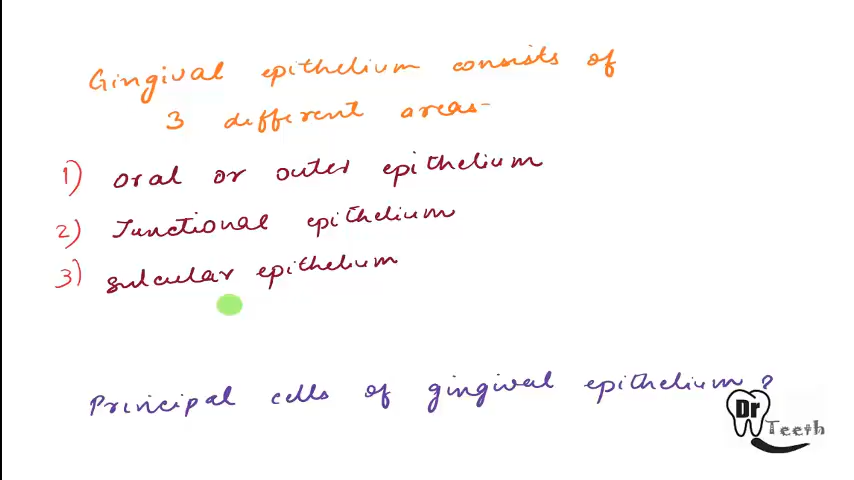 Gingival epithelium consists of
3 different areas-
1) oral or outer epithelium
2) Junctional epithelium
3) sulcular epithelium
Principal cells of gingival epithelium ?
Dr
Teeth